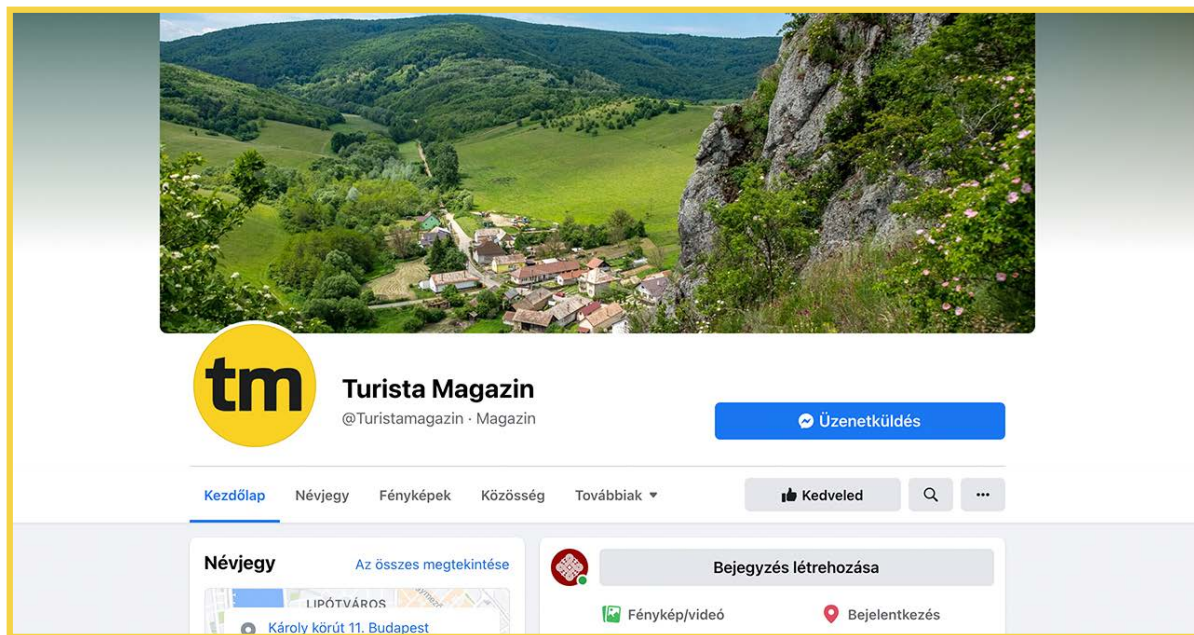 tm
Turista Magazin
@Turistamagazin · Magazin
Üzenetküldés
Kezdőlap Névjegy Fényképek Közösség Továbbiak
Kedveled
Névjegy
Az összes megtekintése
LIPÓTVÁROS
Károly körút 11. Budapest
Bejegyzés létrehozása
Fénykép/videó
Bejelentkezés